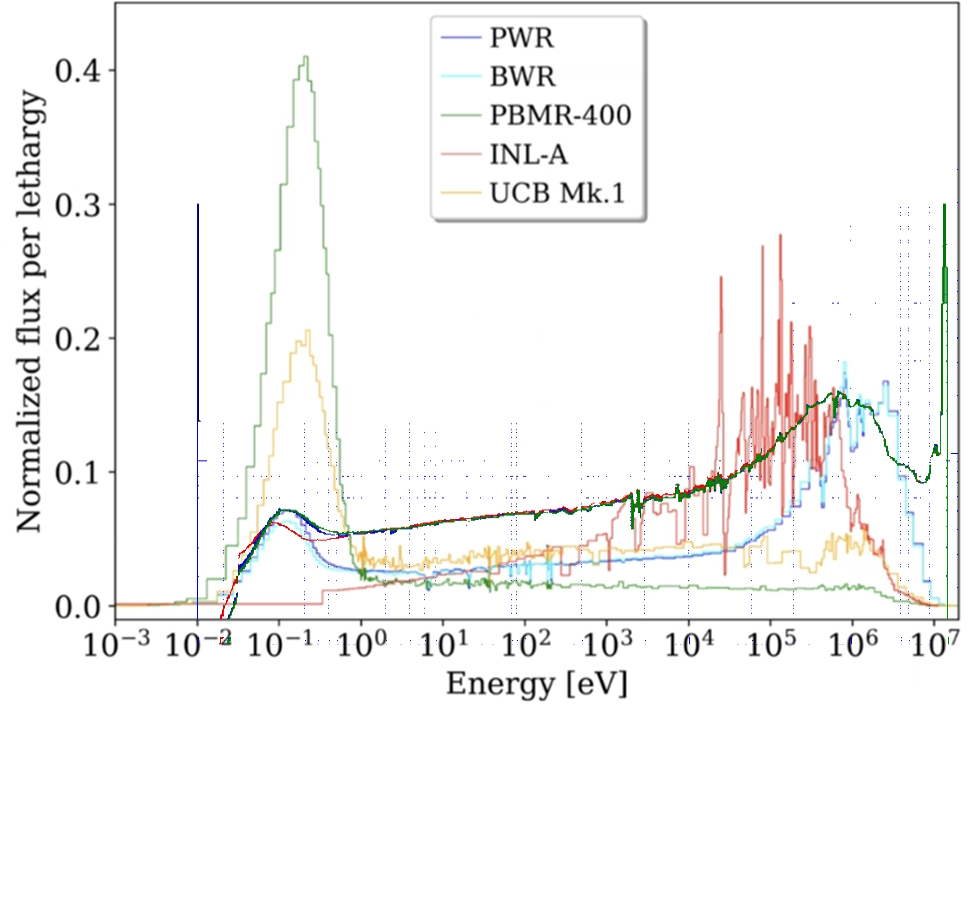 Normalized flux per lethargy
0.4
0.3
0.2
0.1
0.0
PWR
BWR
PBMR-400
INL-A
UCB Mk.1
10⁻³ 10⁻² 10⁻¹ 10⁰ 10¹ 10² 10³ 10⁴ 10⁵ 10⁶ 10⁷
Energy [eV]